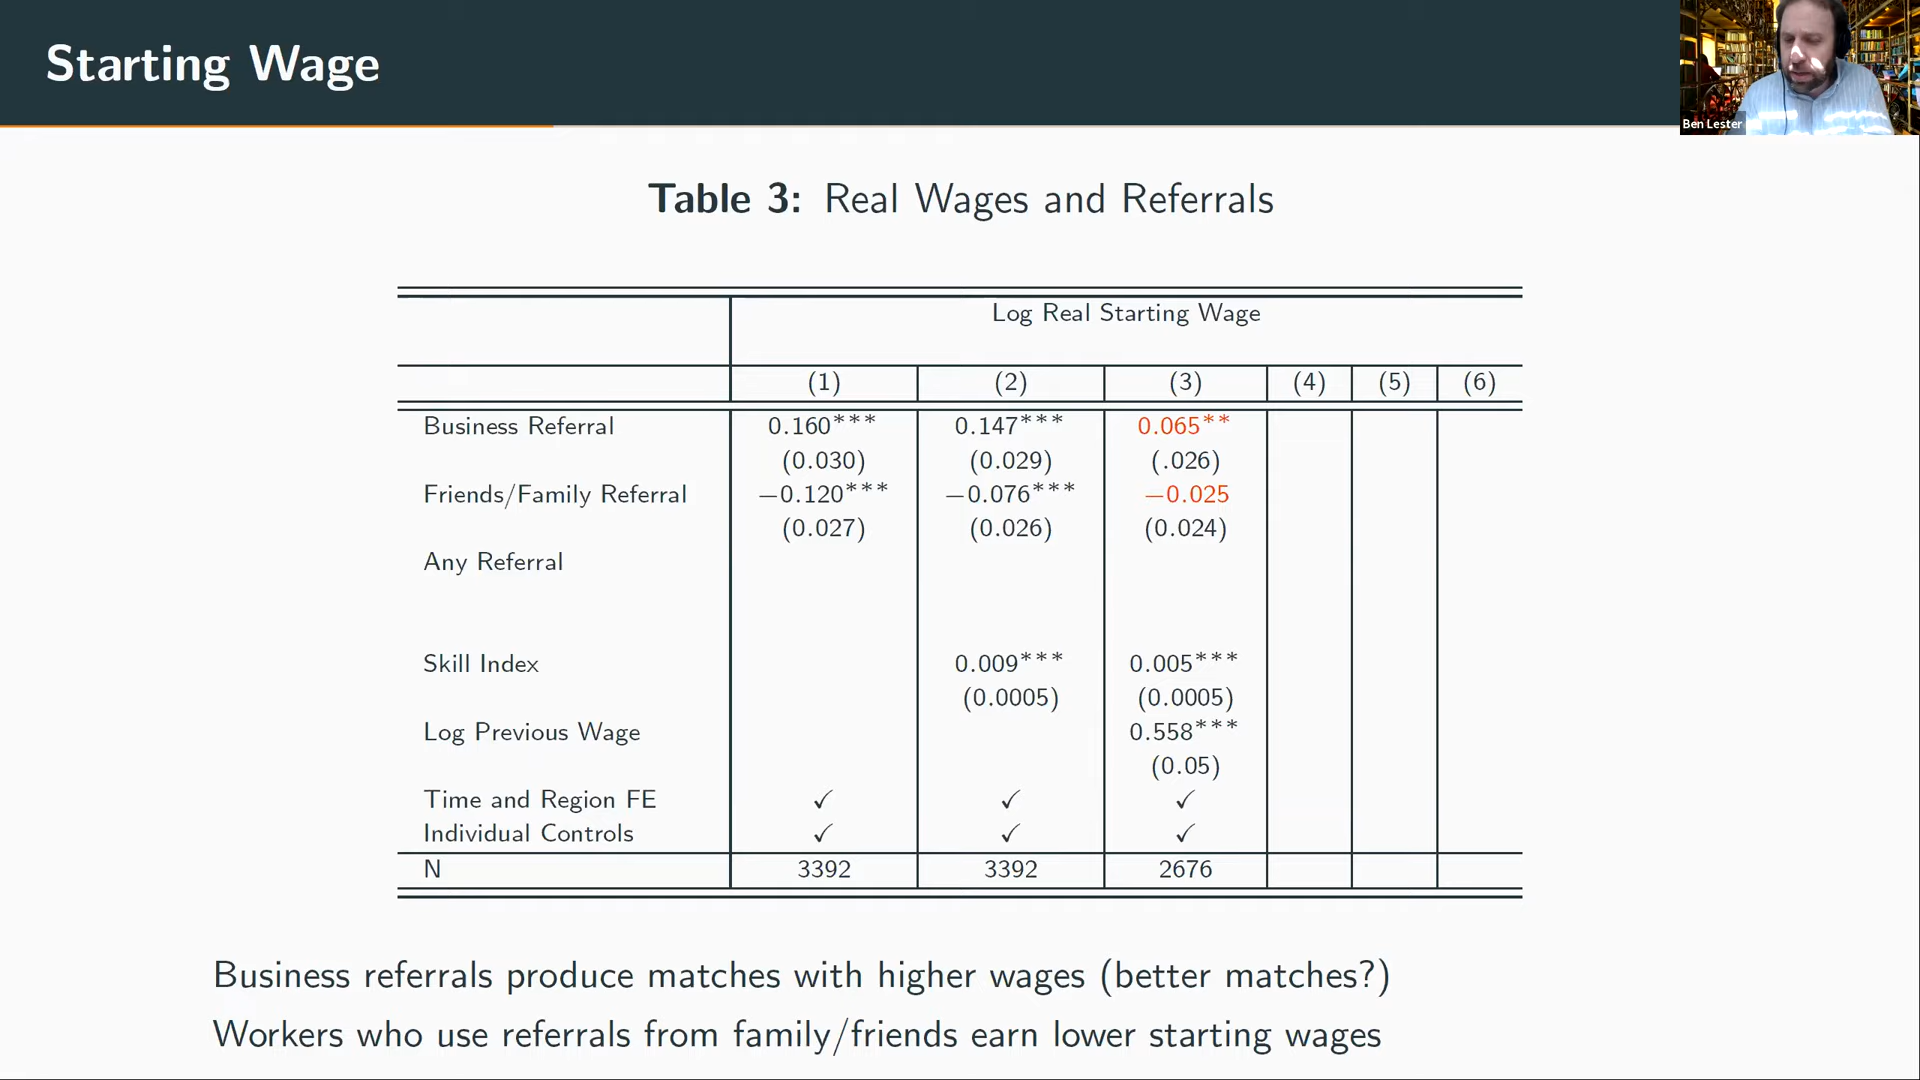 Starting Wage
Ben Lester
Table 3: Real Wages and Referrals
Log Real Starting Wage
(1) (2) (3) (4) (5) (6)
Business Referral 0.160*** 0.147*** 0.065**
(0.030) (0.029) (.026)
Friends/Family Referral −0.120*** −0.076*** −0.025
(0.027) (0.026) (0.024)
Any Referral
Skill Index 0.009*** 0.005***
(0.0005) (0.0005)
Log Previous Wage 0.558***
(0.05)
Time and Region FE ✓ ✓ ✓
Individual Controls ✓ ✓ ✓
N 3392 3392 2676
Business referrals produce matches with higher wages (better matches?)
Workers who use referrals from family/friends earn lower starting wages